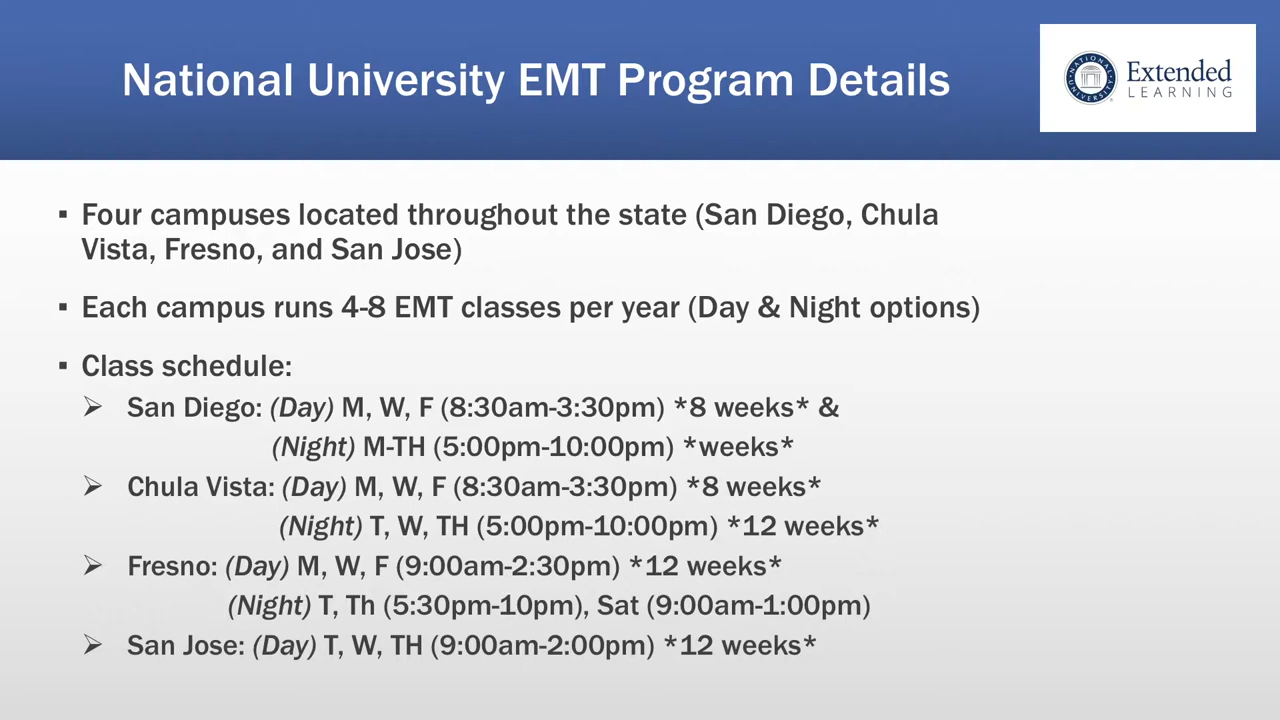 National University EMT Program Details
NATIONAL UNIVERSITY
Extended
LEARNING
▪ Four campuses located throughout the state (San Diego, Chula
Vista, Fresno, and San Jose)
▪ Each campus runs 4-8 EMT classes per year (Day & Night options)
▪ Class schedule:
➢ San Diego: (Day) M, W, F (8:30am-3:30pm) *8 weeks* &
(Night) M-TH (5:00pm-10:00pm) *weeks*
➢ Chula Vista: (Day) M, W, F (8:30am-3:30pm) *8 weeks*
(Night) T, W, TH (5:00pm-10:00pm) *12 weeks*
➢ Fresno: (Day) M, W, F (9:00am-2:30pm) *12 weeks*
(Night) T, Th (5:30pm-10pm), Sat (9:00am-1:00pm)
➢ San Jose: (Day) T, W, TH (9:00am-2:00pm) *12 weeks*